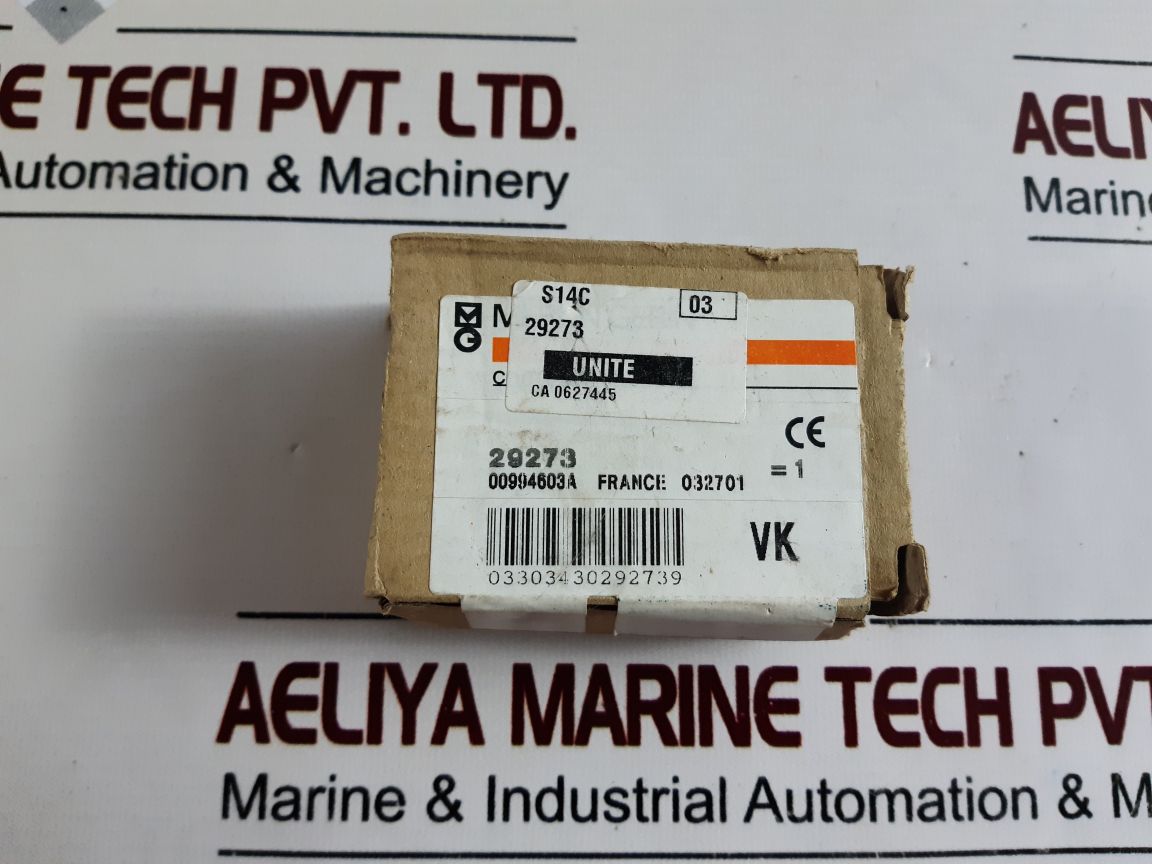 E TECH PVT. LTD.
Automation & Machinery
AELIY
Marine
S14C
03
29273
UNITE
CA 0627445
M
C
CE
29273
00994603A FRANCE 032701
= 1
03303430292739
VK
AELIYA MARINE TECH PVT
Marine & Industrial Automation & M